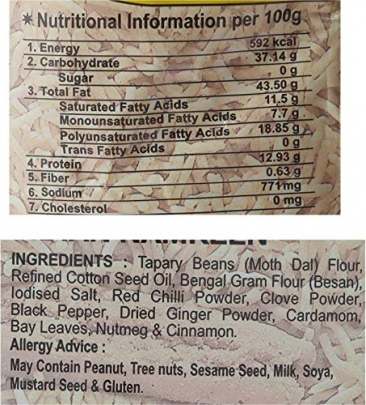 * Nutritional Information per 100g
1. Energy 592 kcal
2. Carbohydrate 37.14 g
Sugar 0 g
3. Total Fat 43.50 g
Saturated Fatty Acids 11.5 g
Monounsaturated Fatty Acids 7.7 g
Polyunsaturated Fatty Acids 18.85 g
Trans Fatty Acids 0 g
4. Protein 12.93 g
5. Fiber 0.63 g
6. Sodium 771mg
7. Cholesterol 0 mg
NAMKEEN
INGREDIENTS : Tapary Beans (Moth Dal) Flour,
Refined Cotton Seed Oil, Bengal Gram Flour (Besan),
Iodised Salt, Red Chilli Powder, Clove Powder,
Black Pepper, Dried Ginger Powder, Cardamom,
Bay Leaves, Nutmeg & Cinnamon.
Allergy Advice :
May Contain Peanut, Tree nuts, Sesame Seed, Milk, Soya,
Mustard Seed & Gluten.